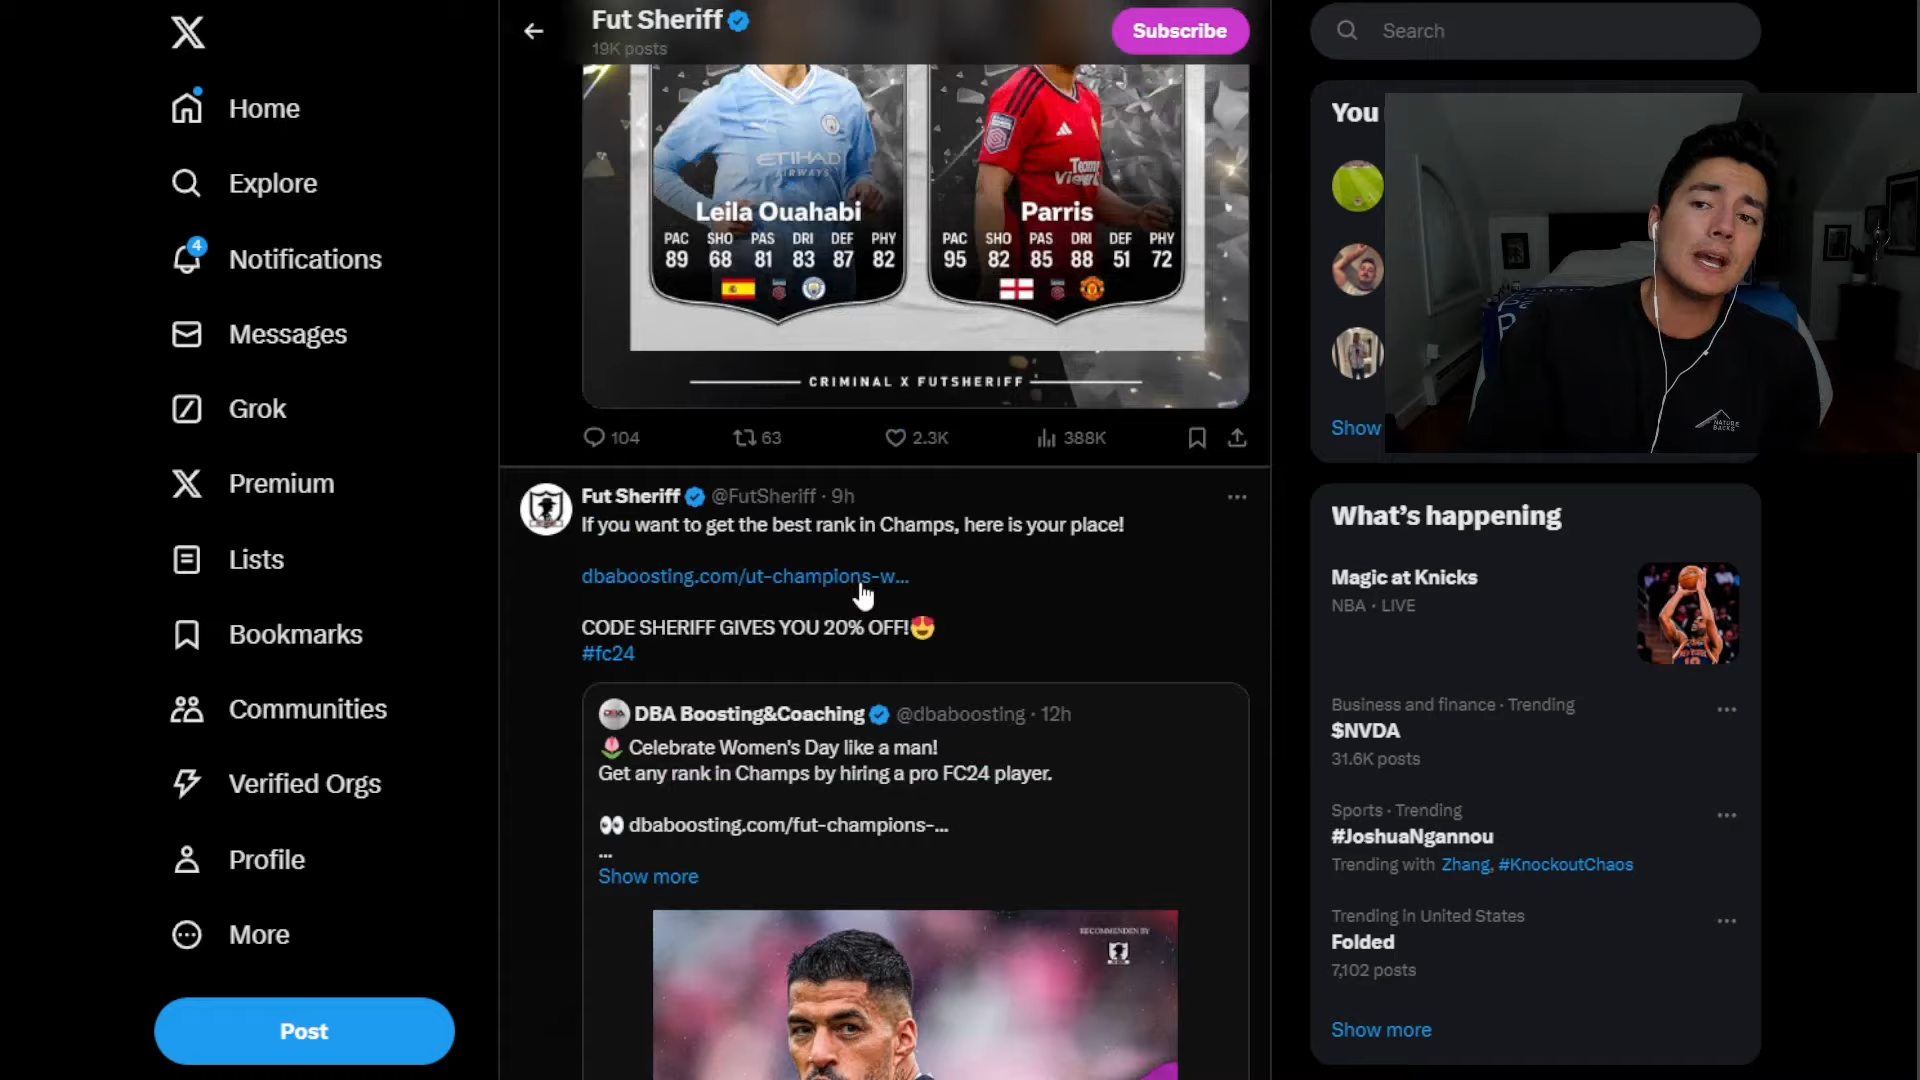 Home
Explore
4
Notifications
Messages
Grok
Premium
Lists
Bookmarks
Communities
Verified Orgs
Profile
More
Post
Fut Sheriff
19K posts
Subscribe
ETIHAD
AIRWAYS
Leila Ouahabi
PAC SHO PAS DRI DEF PHY
89 68 81 83 87 82
Parris
PAC SHO PAS DRI DEF PHY
95 82 85 88 51 72
CRIMINAL X FUTSHERIFF
104 63 2.3K 388K
Fut Sheriff @FutSheriff · 9h
If you want to get the best rank in Champs, here is your place!
dbaboosting.com/ut-champions-w...
CODE SHERIFF GIVES YOU 20% OFF!😍
#fc24
DBA Boosting&Coaching @dbaboosting · 12h
🌷 Celebrate Women's Day like a man!
Get any rank in Champs by hiring a pro FC24 player.
👀 dbaboosting.com/fut-champions-...
...
Show more
RECOMMENDEN BY
Search
You
Show
NATURE
BACKS
What's happening
Magic at Knicks
NBA · LIVE
Business and finance · Trending
$NVDA
31.6K posts
Sports · Trending
#JoshuaNgannou
Trending with Zhang, #KnockoutChaos
Trending in United States
Folded
7,102 posts
Show more